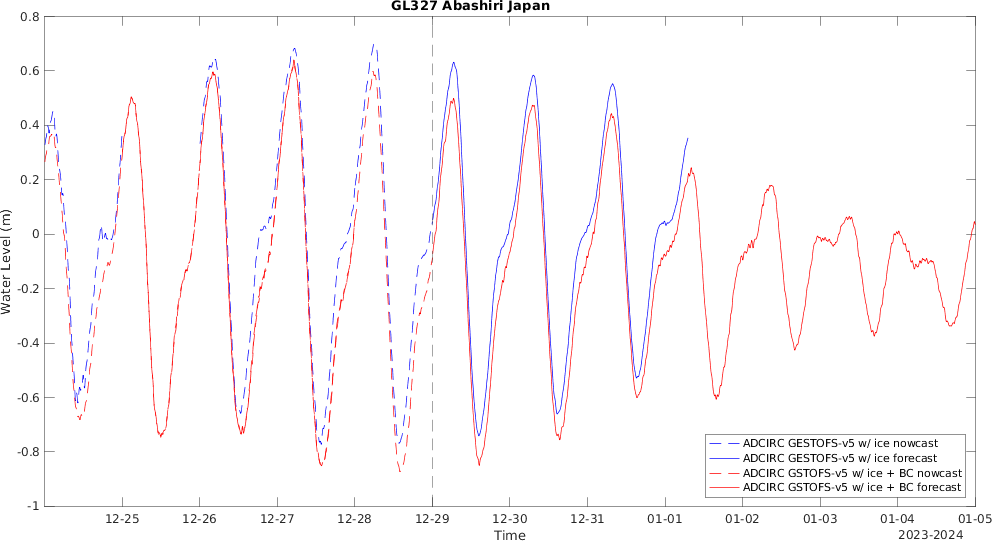 GL327 Abashiri Japan
0.8
0.6
0.4
0.2
0
-0.2
-0.4
-0.6
-0.8
-1
Water Level (m)
12-25 12-26 12-27 12-28 12-29 12-30 12-31 01-01 01-02 01-03 01-04 01-05
Time
2023-2024
ADCIRC GESTOFS-v5 w/ ice nowcast
ADCIRC GESTOFS-v5 w/ ice forecast
ADCIRC GSTOFS-v5 w/ ice + BC nowcast
ADCIRC GSTOFS-v5 w/ ice + BC forecast